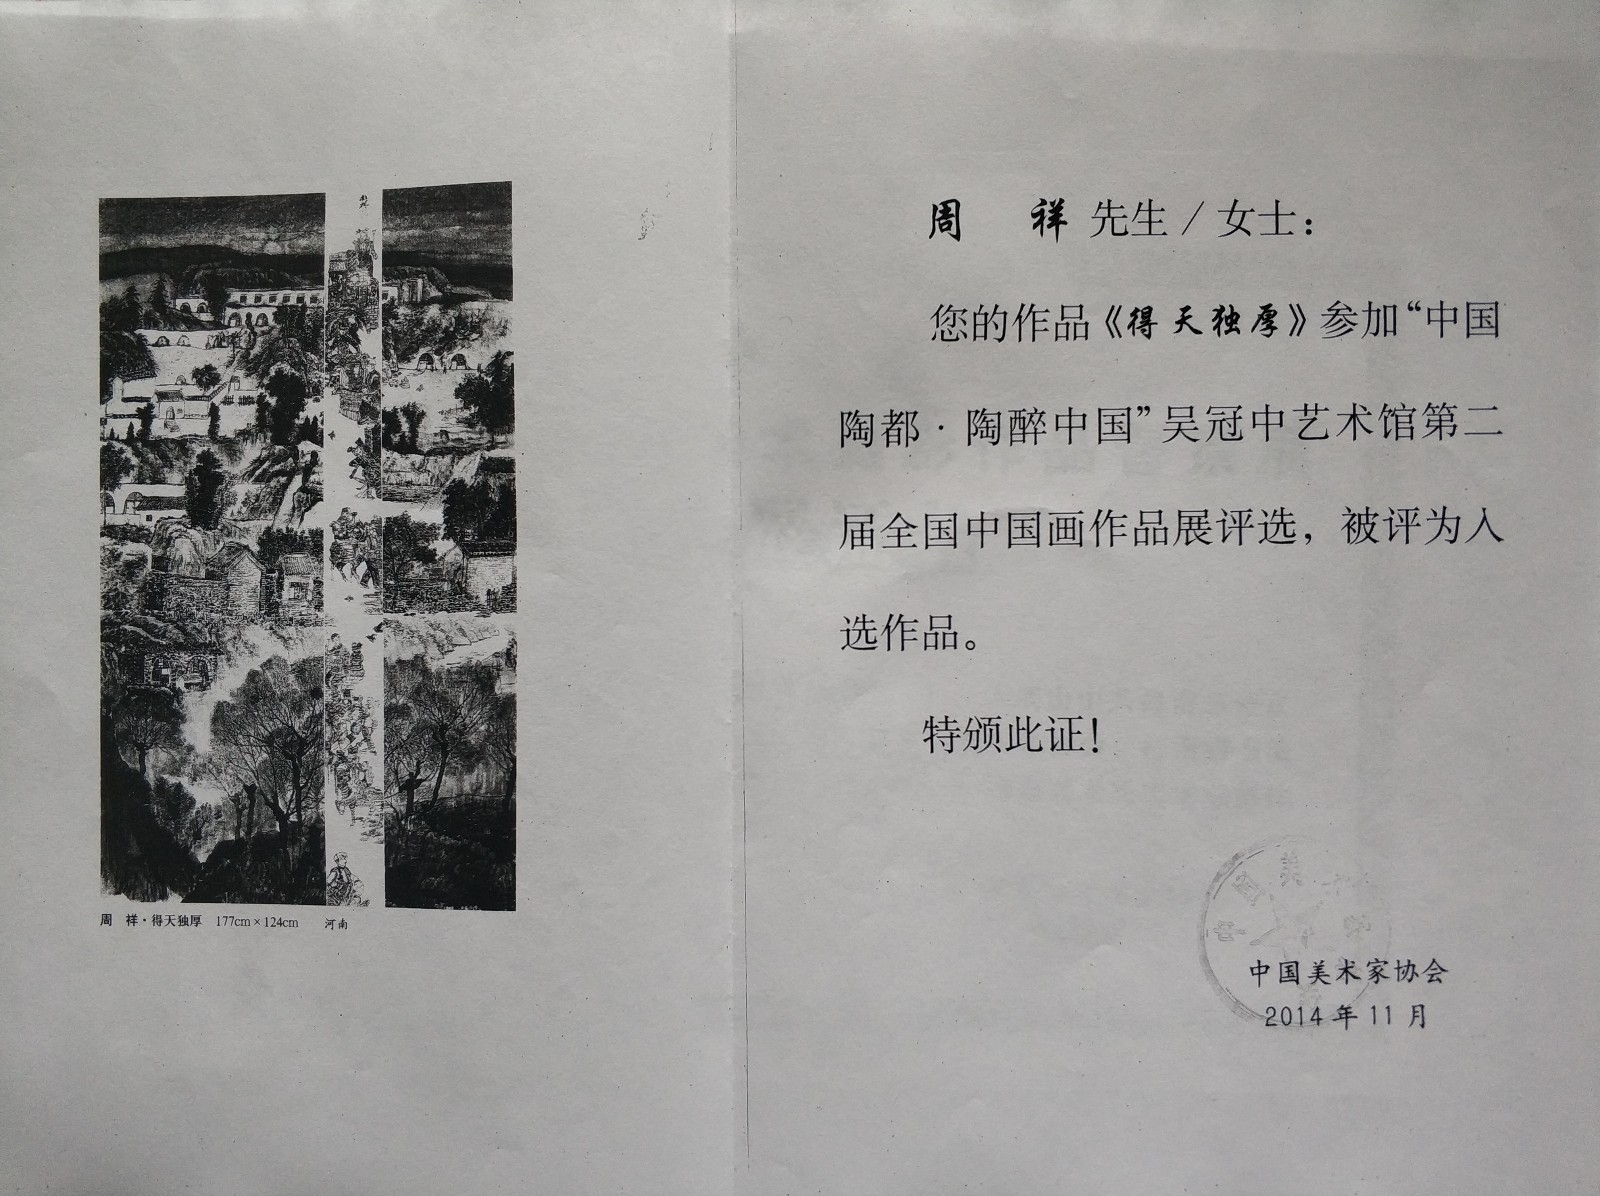 周 祥·得天独厚 177cm×124cm 河南
周 祥 先生/女士：
您的作品《得天独厚》参加“中国
陶都·陶醉中国”吴冠中艺术馆第二
届全国中国画作品展评选，被评为入
选作品。
特颁此证！
中国美术家协会
2014年11月